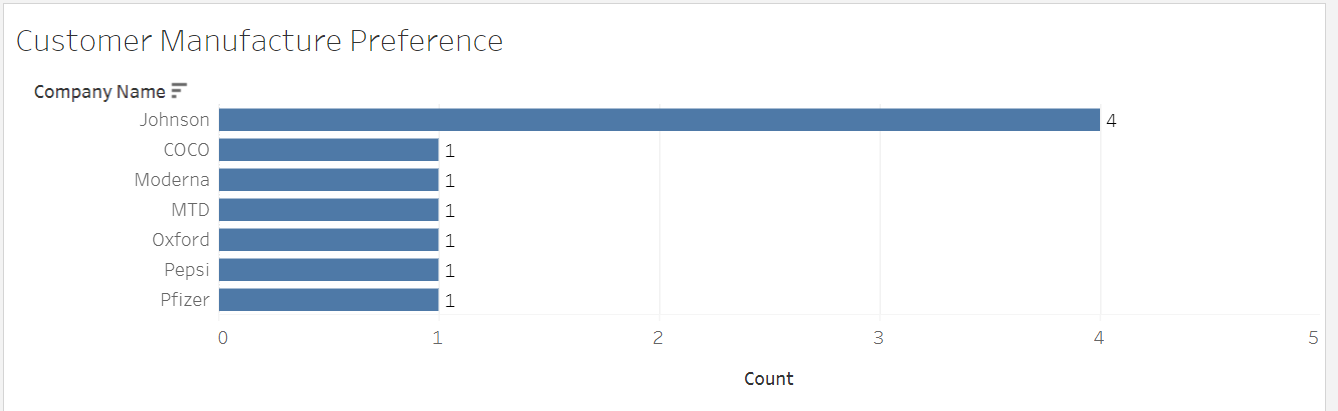 Customer Manufacture Preference
Company Name
Johnson 4
COCO 1
Moderna 1
MTD 1
Oxford 1
Pepsi 1
Pfizer 1
0 1 2 3 4 5
Count